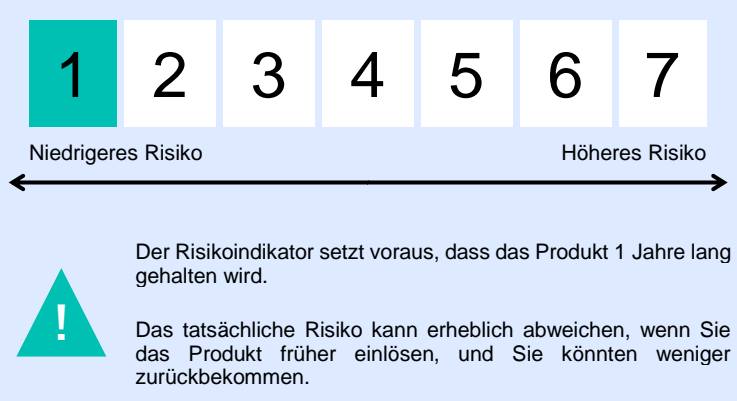 1 2 3 4 5 6 7
Niedrigeres Risiko Höheres Risiko
Der Risikoindikator setzt voraus, dass das Produkt 1 Jahre lang
gehalten wird.
!
Das tatsächliche Risiko kann erheblich abweichen, wenn Sie
das Produkt früher einlösen, und Sie könnten weniger
zurückbekommen.